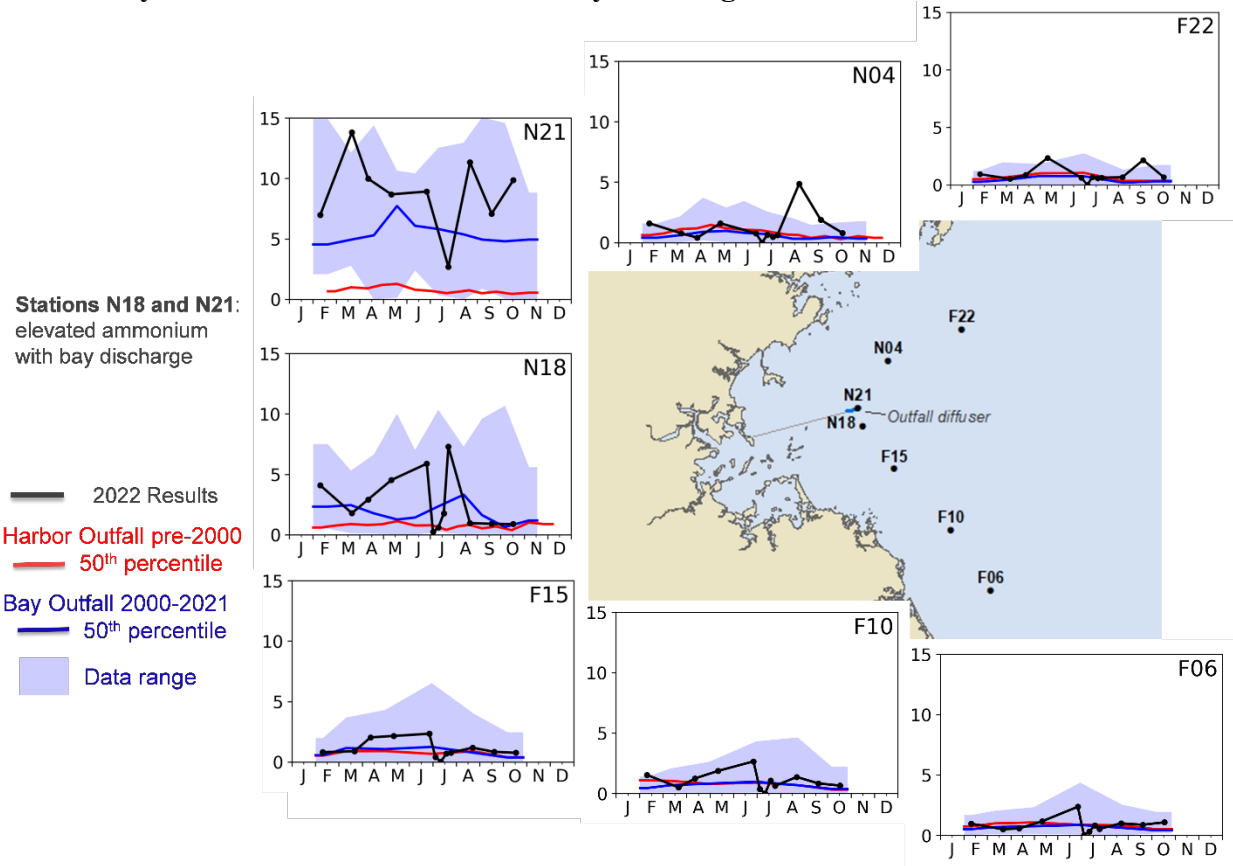 F22
15
10
5
0
J F M A M J J A S O N D
N04
15
10
5
0
J F M A M J J A S O N D
N21
15
10
5
0
J F M A M J J A S O N D
Stations N18 and N21:
elevated ammonium
with bay discharge
N18
15
10
5
0
J F M A M J J A S O N D
2022 Results
Harbor Outfall pre-2000
50th percentile
Bay Outfall 2000-2021
50th percentile
Data range
F22
N04
N21
Outfall diffuser
N18
F15
F10
F06
F15
15
10
5
0
J F M A M J J A S O N D
F10
15
10
5
0
J F M A M J J A S O N D
F06
15
10
5
0
J F M A M J J A S O N D